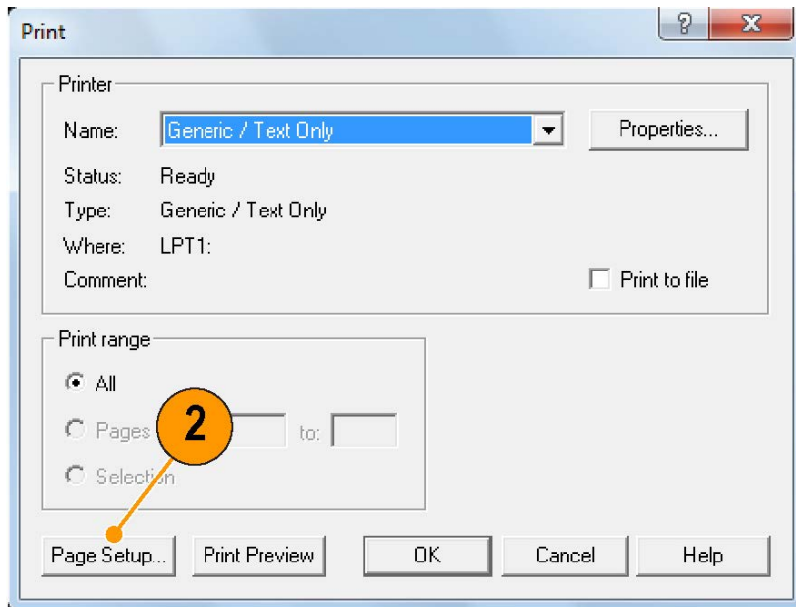 Print
Printer
Name: Generic / Text Only Properties...
Status: Ready
Type: Generic / Text Only
Where: LPT1:
Comment: Print to file
Print range
All
Pages 2 to:
Selection
Page Setup... Print Preview OK Cancel Help